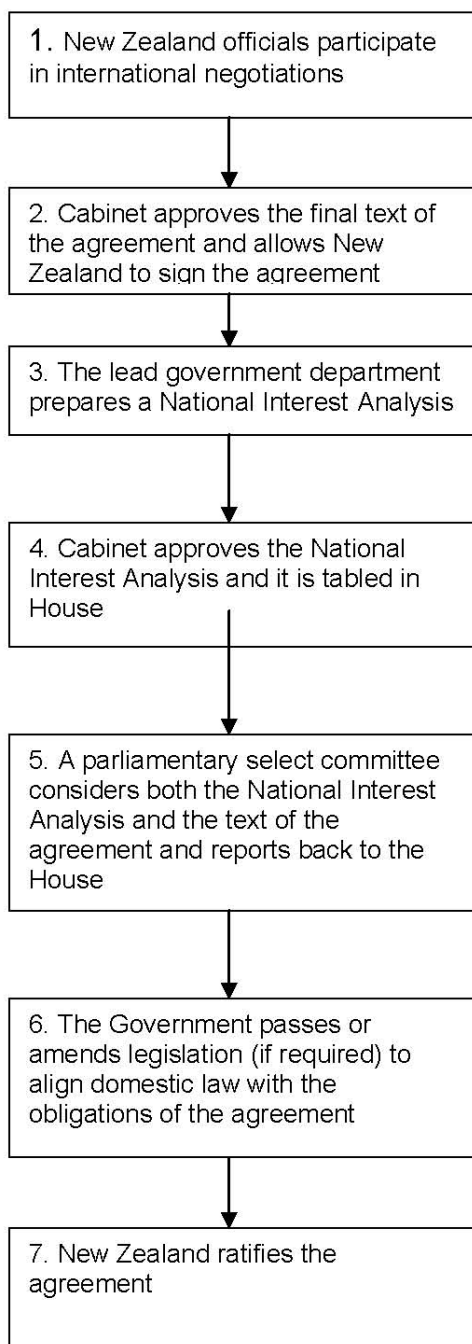 1. New Zealand officials participate
in international negotiations
2. Cabinet approves the final text of
the agreement and allows New
Zealand to sign the agreement
3. The lead government department
prepares a National Interest Analysis
4. Cabinet approves the National
Interest Analysis and it is tabled in
House
5. A parliamentary select committee
considers both the National Interest
Analysis and the text of the
agreement and reports back to the
House
6. The Government passes or
amends legislation (if required) to
align domestic law with the
obligations of the agreement
7. New Zealand ratifies the
agreement